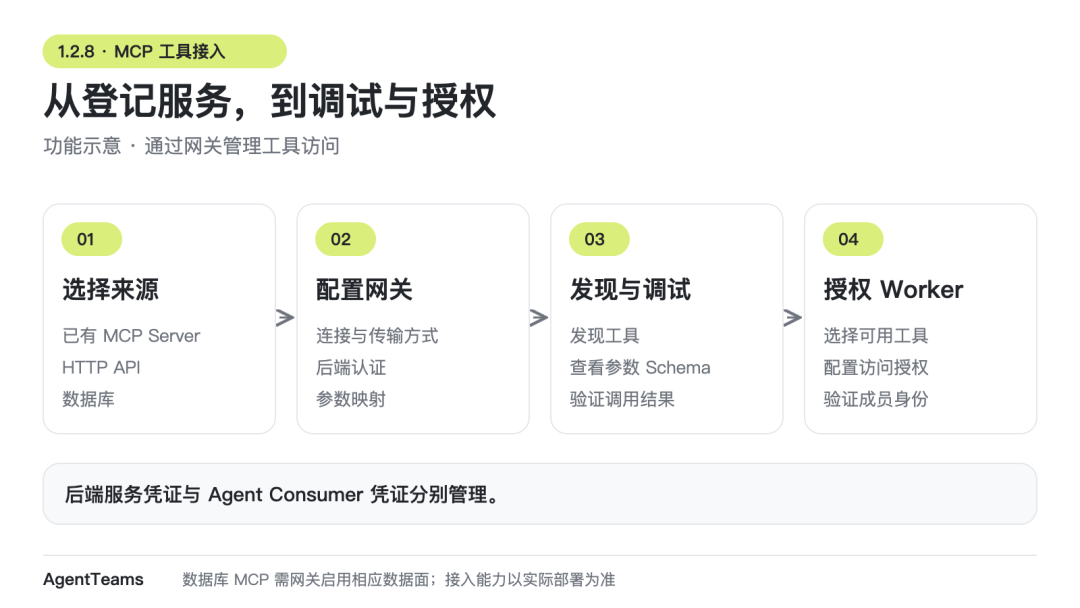 1.2.8 · MCP 工具接入
从登记服务，到调试与授权
功能示意 · 通过网关管理工具访问
01
选择来源
已有 MCP Server
HTTP API
数据库
02
配置网关
连接与传输方式
后端认证
参数映射
03
发现与调试
发现工具
查看参数 Schema
验证调用结果
04
授权 Worker
选择可用工具
配置访问授权
验证成员身份
后端服务凭证与 Agent Consumer 凭证分别管理。
AgentTeams 数据库 MCP 需网关启用相应数据面；接入能力以实际部署为准